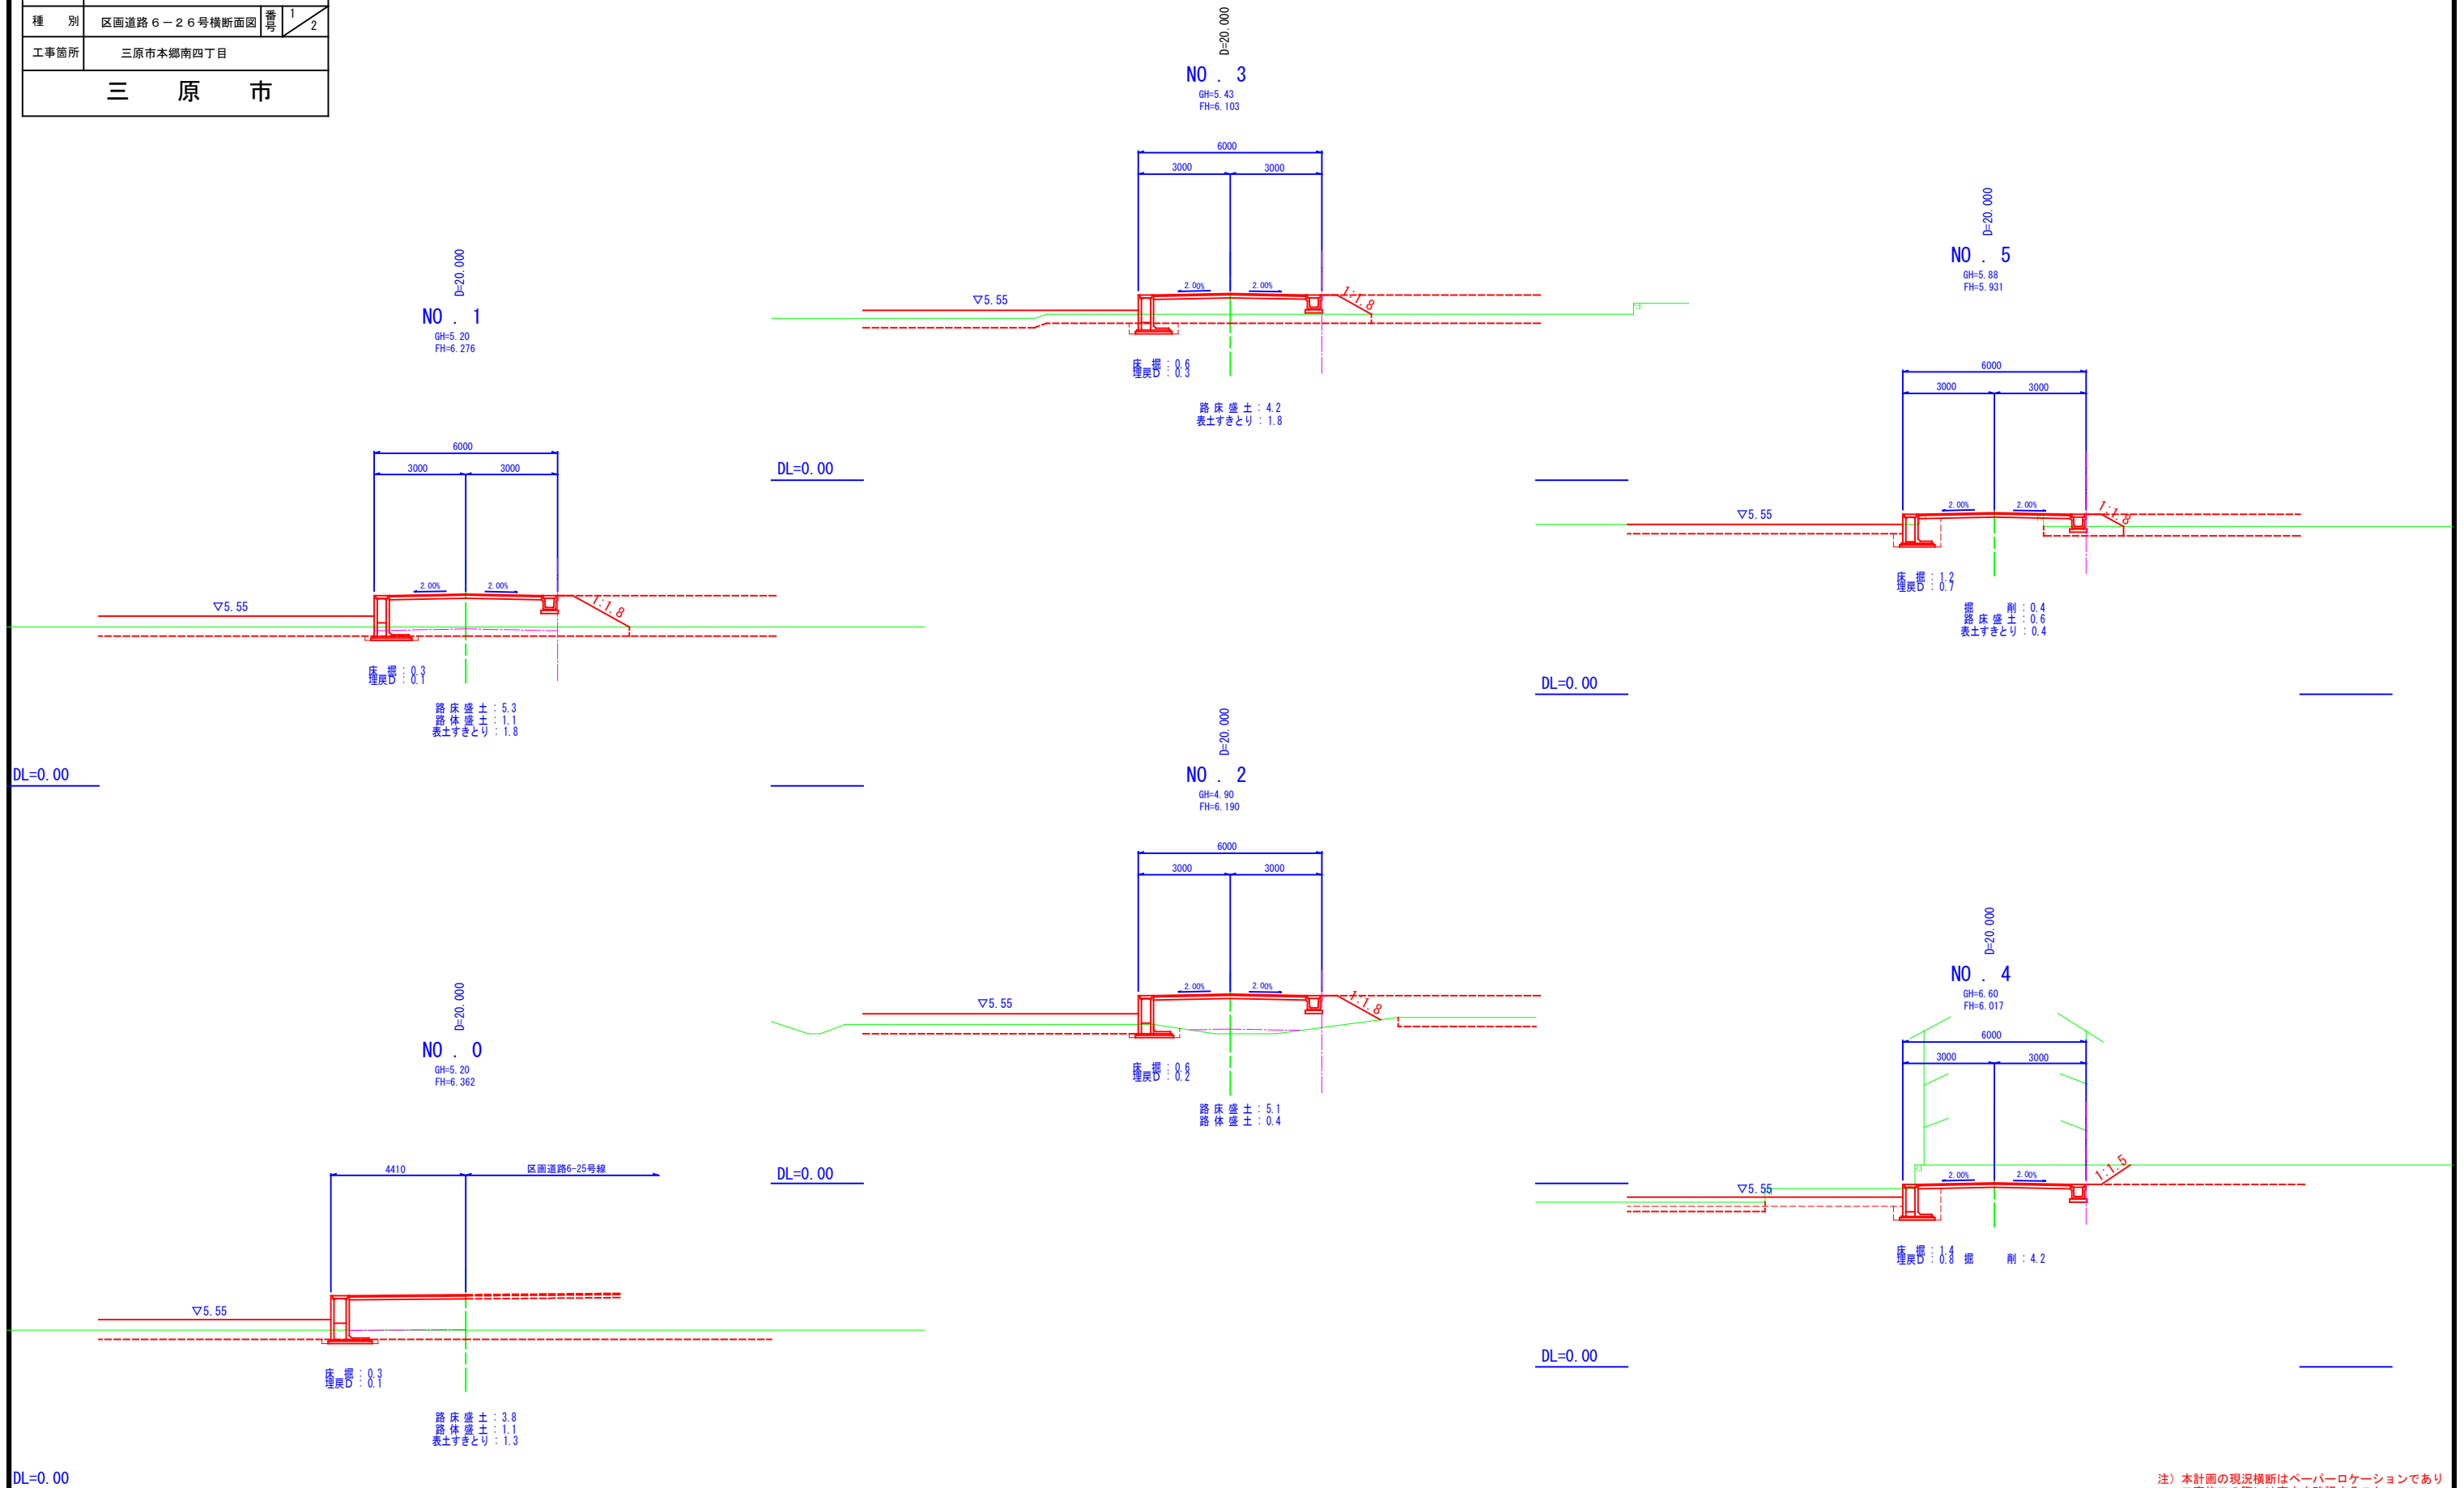 種　別 区画道路６－２６号横断面図 番号 1／2
工事箇所 三原市本郷南四丁目
三　原　市
D=20.000
NO . 3
GH=5.43
FH=6.103
6000
3000 3000
2.00% 2.00%
▽5.55
1:1.8
床　掘 : 0.6
埋戻D : 0.3
路 床 盛 土 : 4.2
表土すきとり : 1.8
DL=0.00
D=20.000
NO . 5
GH=5.88
FH=5.931
6000
3000 3000
2.00% 2.00%
▽5.55
1:1.8
床　掘 : 1.2
埋戻D : 0.7
掘　　削 : 0.4
路 床 盛 土 : 0.6
表土すきとり : 0.4
DL=0.00
D=20.000
NO . 1
GH=5.20
FH=6.276
6000
3000 3000
2.00% 2.00%
▽5.55
1:1.8
床　掘 : 0.3
埋戻D : 0.1
路 床 盛 土 : 5.3
路 体 盛 土 : 1.1
表土すきとり : 1.8
DL=0.00
D=20.000
NO . 2
GH=4.90
FH=6.190
6000
3000 3000
2.00% 2.00%
▽5.55
1:1.8
床　掘 : 0.6
埋戻D : 0.2
路 床 盛 土 : 5.1
路 体 盛 土 : 0.4
DL=0.00
D=20.000
NO . 4
GH=6.60
FH=6.017
6000
3000 3000
2.00% 2.00%
▽5.55
1:1.5
床　掘 : 1.4
埋戻D : 0.8 掘　　削 : 4.2
DL=0.00
D=20.000
NO . 0
GH=5.20
FH=6.362
4410 区画道路6-25号線
▽5.55
床　掘 : 0.3
埋戻D : 0.1
路 床 盛 土 : 3.8
路 体 盛 土 : 1.1
表土すきとり : 1.3
DL=0.00
注）本計画の現況横断はペーパーロケーションであり